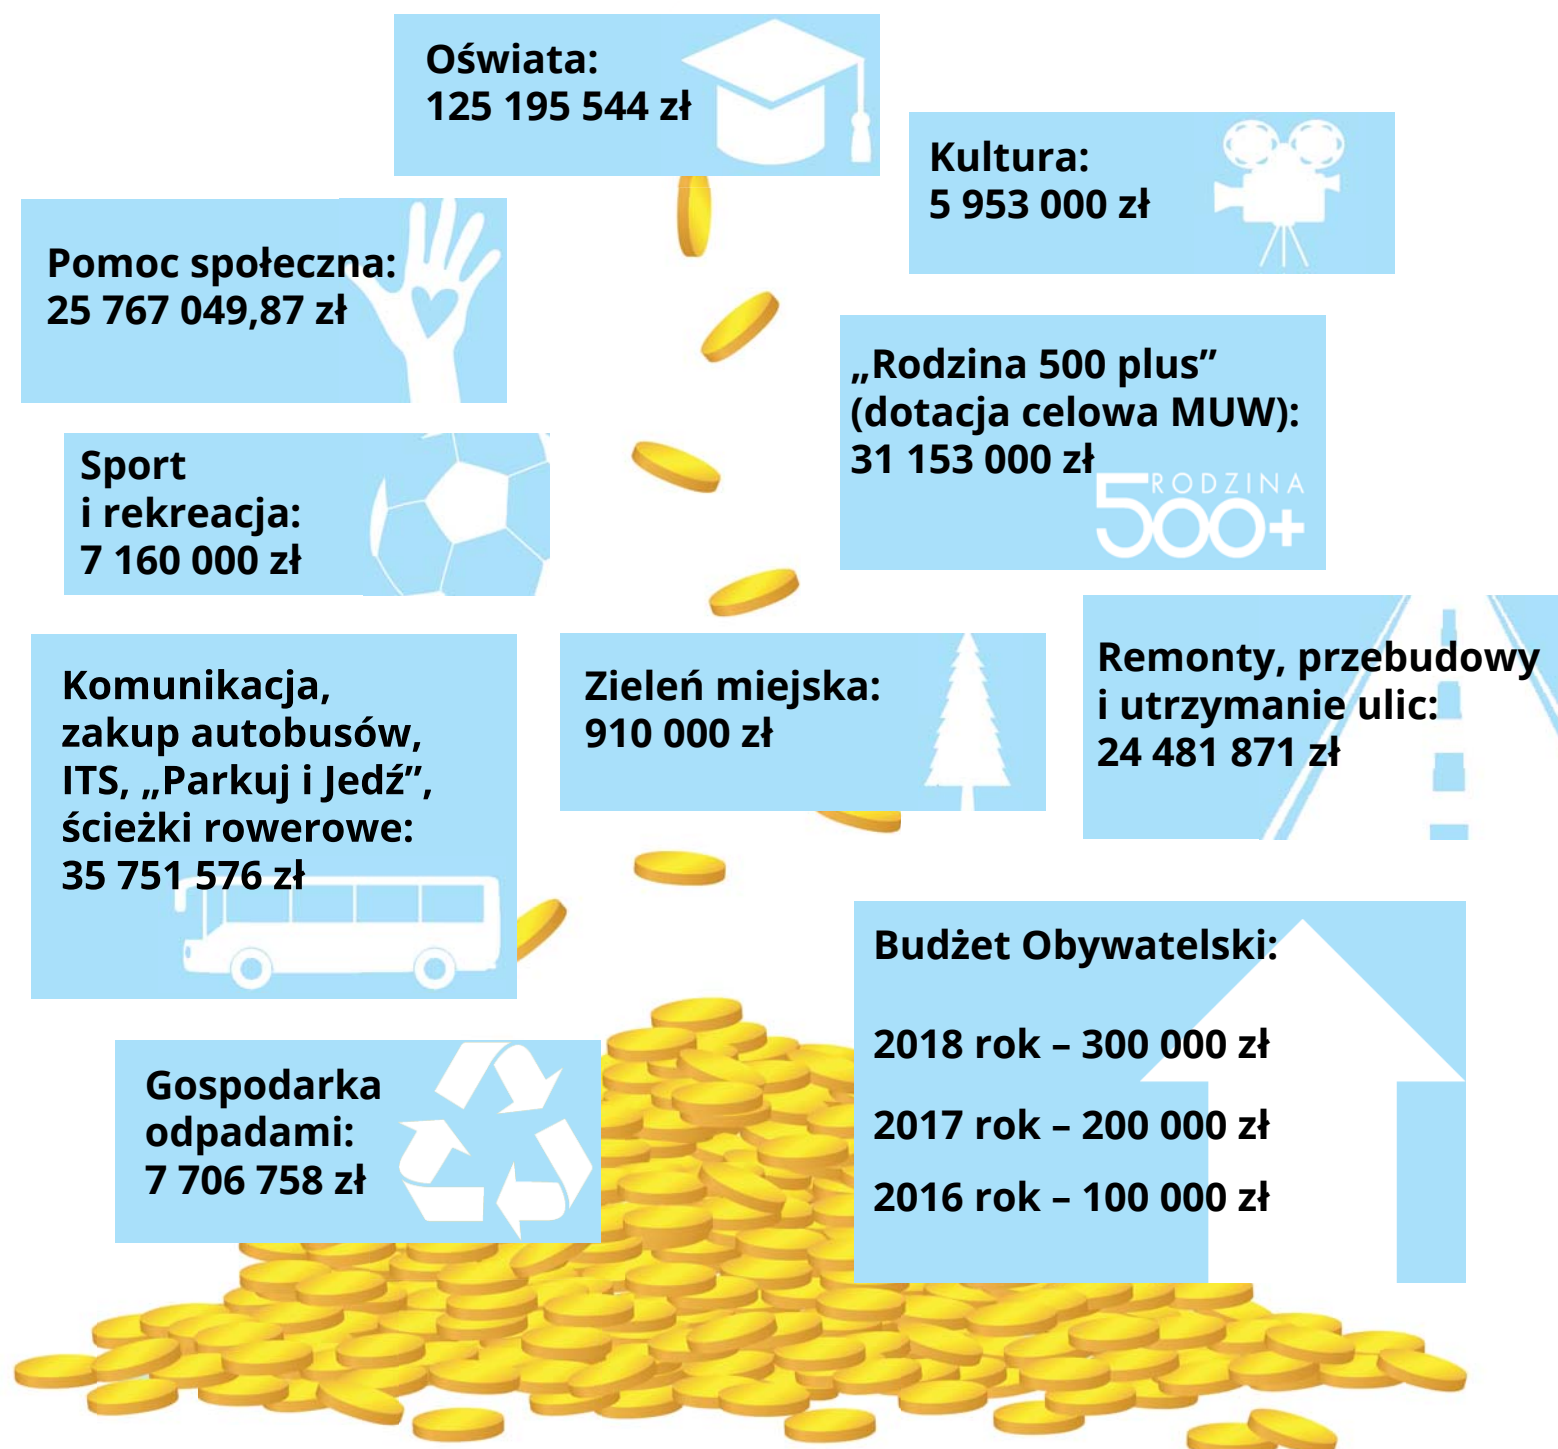 Oświata:
125 195 544 zł
Kultura:
5 953 000 zł
Pomoc społeczna:
25 767 049,87 zł
„Rodzina 500 plus”
(dotacja celowa MUW):
31 153 000 zł
RODZINA
500+
Sport
i rekreacja:
7 160 000 zł
Komunikacja,
zakup autobusów,
ITS, „Parkuj i Jedź”,
ścieżki rowerowe:
35 751 576 zł
Zieleń miejska:
910 000 zł
Remonty, przebudowy
i utrzymanie ulic:
24 481 871 zł
Budżet Obywatelski:
2018 rok – 300 000 zł
2017 rok – 200 000 zł
2016 rok – 100 000 zł
Gospodarka
odpadami:
7 706 758 zł